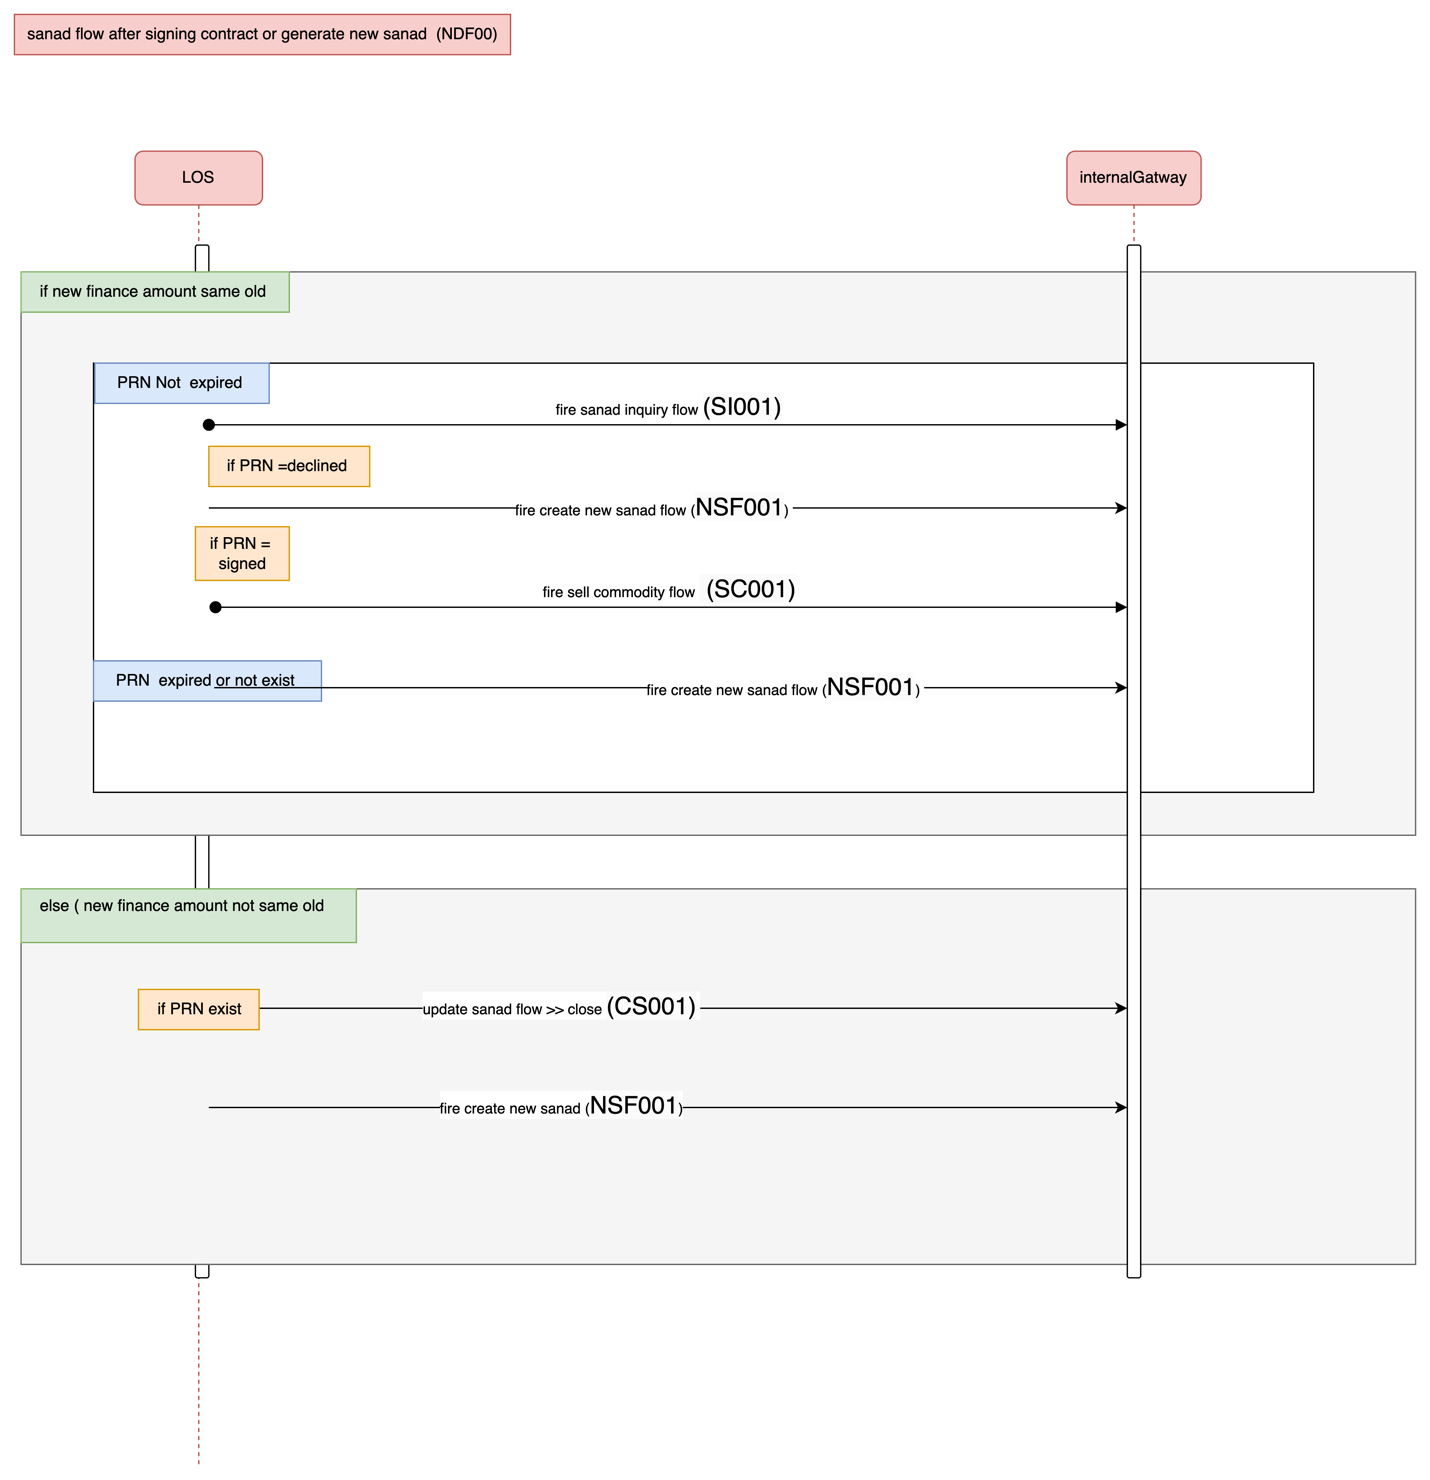 sanad flow after signing contract or generate new sanad  (NDF00)
LOS
internalGatway
if new finance amount same old
PRN Not  expired
fire sanad inquiry flow (SI001)
if PRN =declined
fire create new sanad flow (NSF001)
if PRN =
signed
fire sell commodity flow  (SC001)
PRN  expired or not exist
fire create new sanad flow (NSF001)
else ( new finance amount not same old
if PRN exist
update sanad flow >> close (CS001)
fire create new sanad (NSF001)